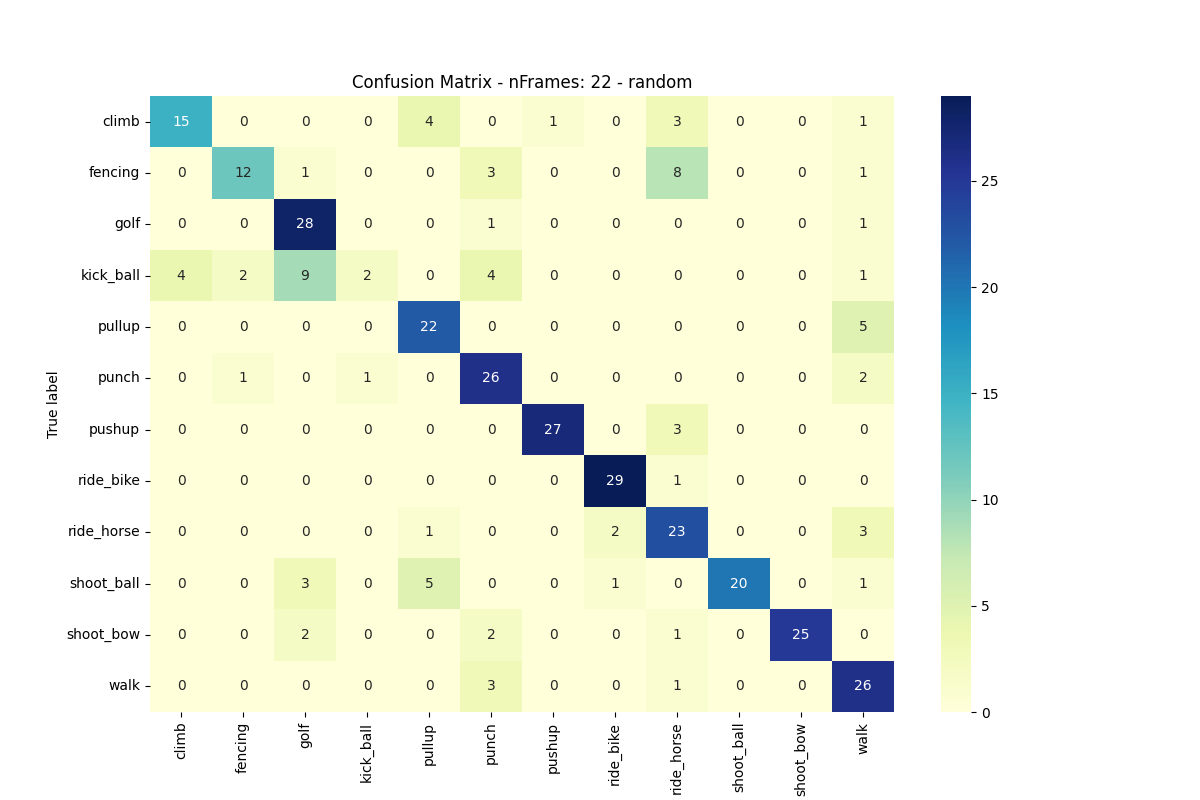 Confusion Matrix - nFrames: 22 - random
True label
climb 15 0 0 0 4 0 1 0 3 0 0 1
fencing 0 12 1 0 0 3 0 0 8 0 0 1
golf 0 0 28 0 0 1 0 0 0 0 0 1
kick_ball 4 2 9 2 0 4 0 0 0 0 0 1
pullup 0 0 0 0 22 0 0 0 0 0 0 5
punch 0 1 0 1 0 26 0 0 0 0 0 2
pushup 0 0 0 0 0 0 27 0 3 0 0 0
ride_bike 0 0 0 0 0 0 0 29 1 0 0 0
ride_horse 0 0 0 0 1 0 0 2 23 0 0 3
shoot_ball 0 0 3 0 5 0 0 1 0 20 0 1
shoot_bow 0 0 2 0 0 2 0 0 1 0 25 0
walk 0 0 0 0 0 3 0 0 1 0 0 26
climb fencing golf kick_ball pullup punch pushup ride_bike ride_horse shoot_ball shoot_bow walk
25
20
15
10
5
0